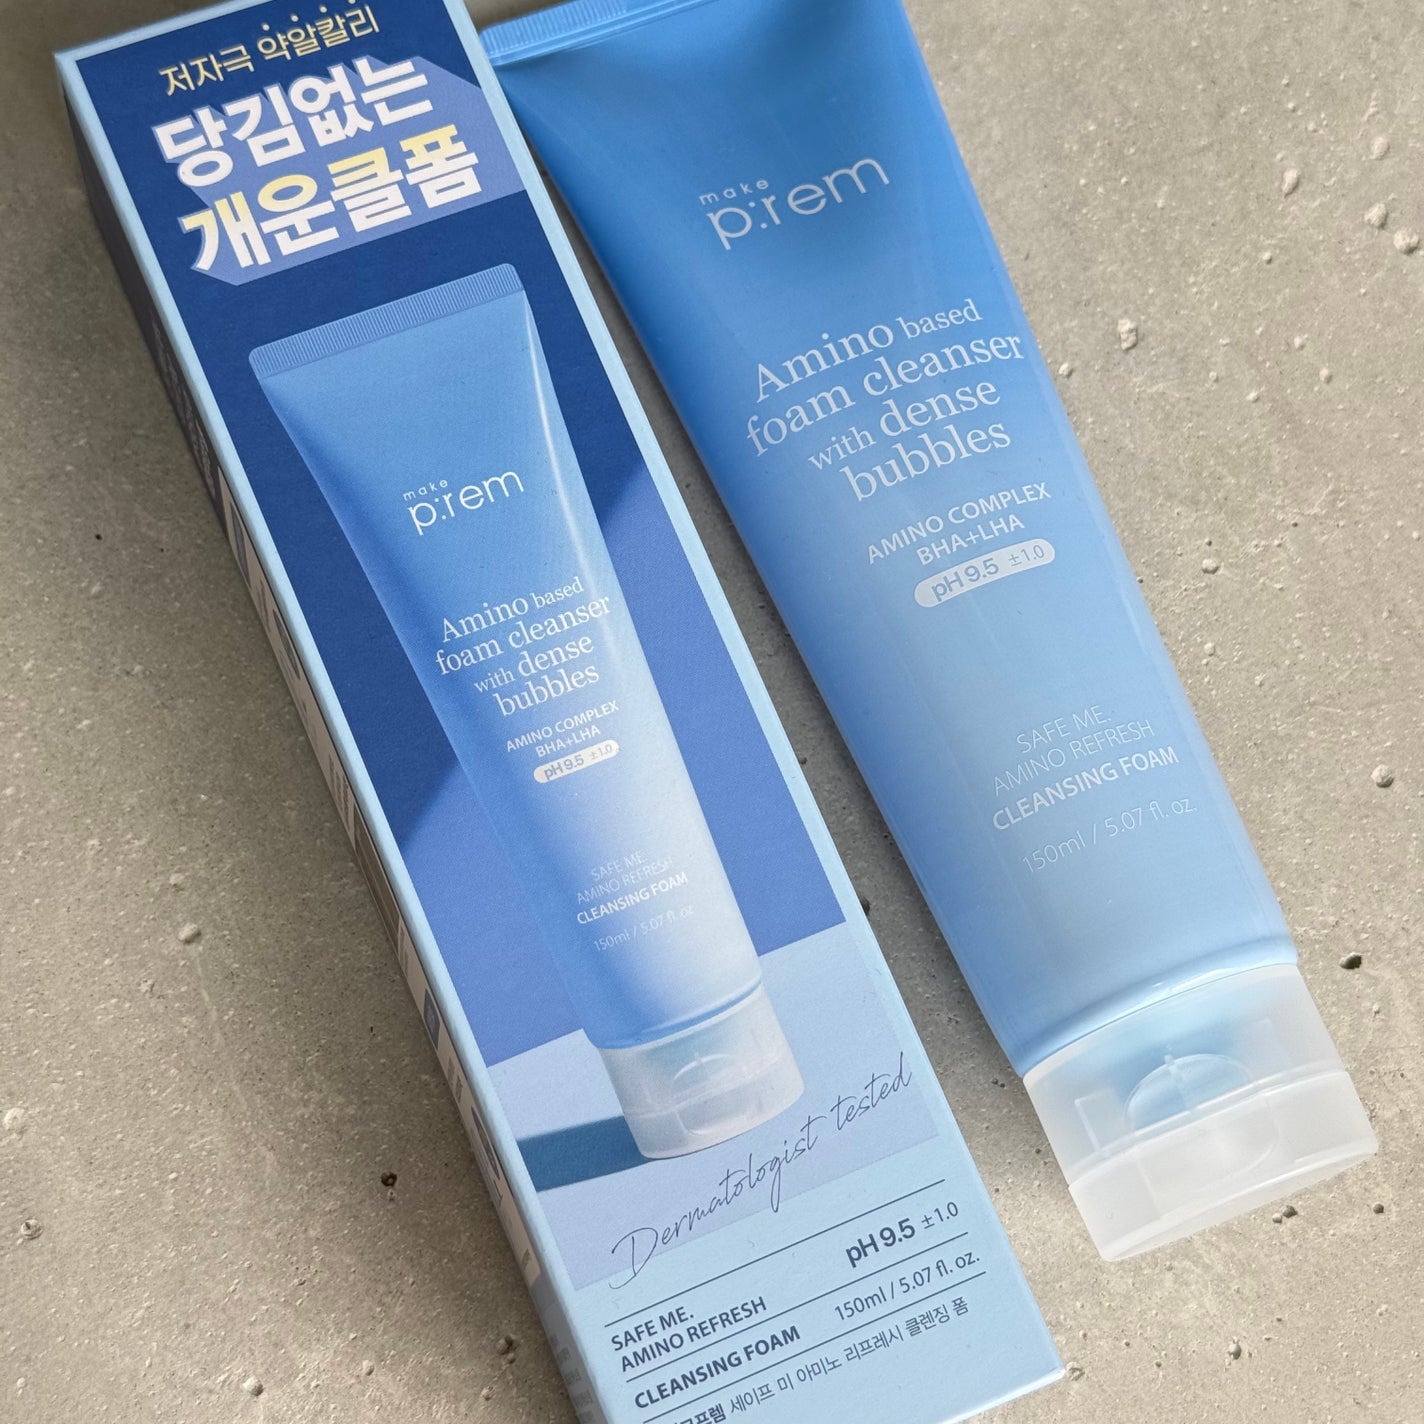 저자극 약알칼리
당김없는
개운클폼
make
p:rem
Amino based
foam cleanser
with dense
bubbles
AMINO COMPLEX
BHA+LHA
pH 9.5 ±1.0
SAFE ME.
AMINO REFRESH
CLEANSING FOAM
150ml / 5.07 fl. oz.
Dermatologist tested
pH 9.5 ±1.0
SAFE ME.
AMINO REFRESH
150ml / 5.07 fl. oz.
CLEANSING FOAM
세이프 미 아미노 리프레시 클렌징 폼
make
p:rem
Amino based
foam cleanser
with dense
bubbles
AMINO COMPLEX
BHA+LHA
pH 9.5 ±1.0
SAFE ME.
AMINO REFRESH
CLEANSING FOAM
150ml / 5.07 fl. oz.